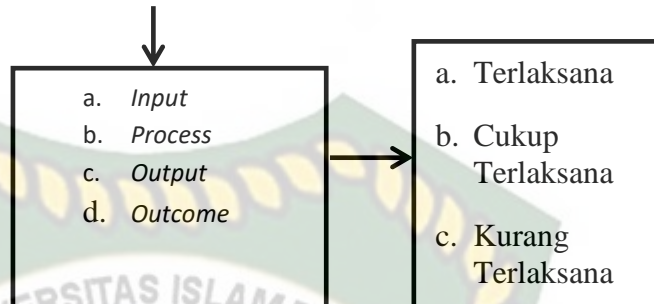 a. Input
b. Process
c. Output
d. Outcome
a. Terlaksana
b. Cukup
Terlaksana
c. Kurang
Terlaksana
ERSITAS ISLAM